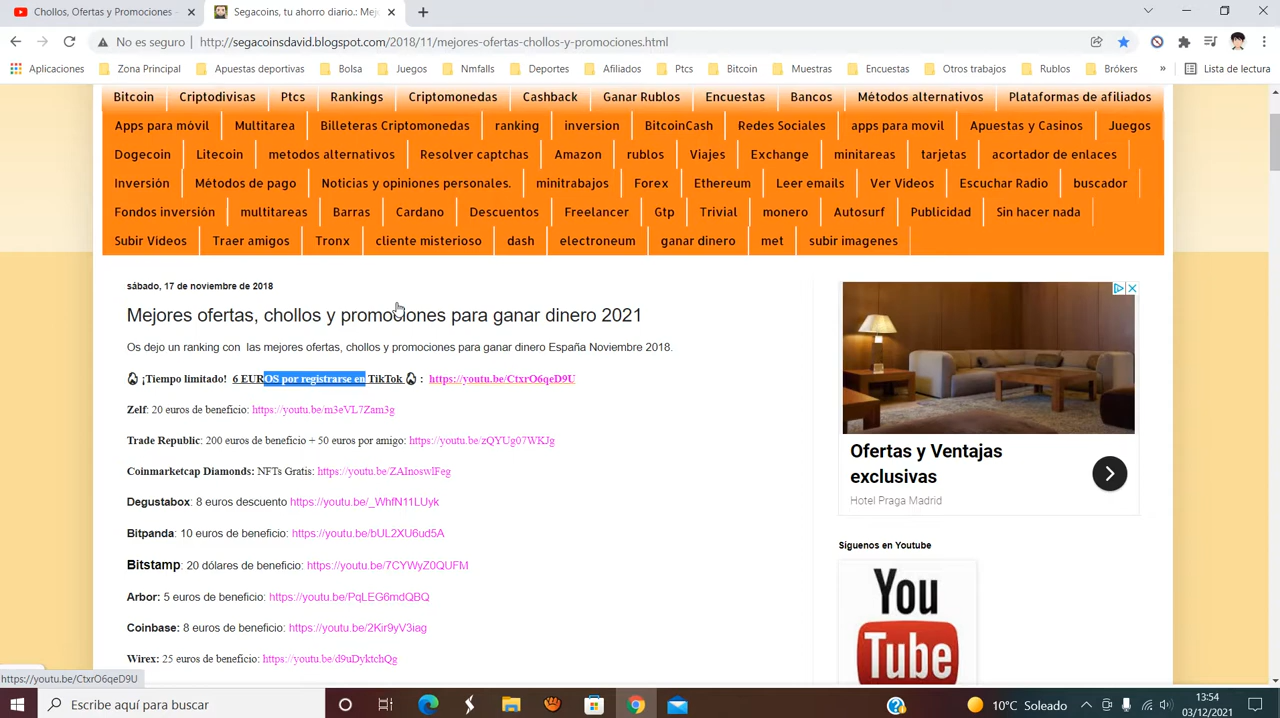 Chollos, Ofertas y Promociones -
Segacoins, tu ahorro diario.: Mej
No es seguro
http://segacoinsdavid.blogspot.com/2018/11/mejores-ofertas-chollos-y-promociones.html
Aplicaciones Zona Principal Apuestas deportivas Bolsa Juegos Nmfalls Deportes Afiliados Ptcs Bitcoin Muestras Encuestas Otros trabajos Rublos Brókers » Lista de lectura
Bitcoin Criptodivisas Ptcs Rankings Criptomonedas Cashback Ganar Rublos Encuestas Bancos Métodos alternativos Plataformas de afiliados
Apps para móvil Multitarea Billeteras Criptomonedas ranking inversion BitcoinCash Redes Sociales apps para movil Apuestas y Casinos Juegos
Dogecoin Litecoin metodos alternativos Resolver captchas Amazon rublos Viajes Exchange minitareas tarjetas acortador de enlaces
Inversión Métodos de pago Noticias y opiniones personales. minitrabajos Forex Ethereum Leer emails Ver Videos Escuchar Radio buscador
Fondos inversión multitareas Barras Cardano Descuentos Freelancer Gtp Trivial monero Autosurf Publicidad Sin hacer nada
Subir Vídeos Traer amigos Tronx cliente misterioso dash electroneum ganar dinero met subir imagenes
sábado, 17 de noviembre de 2018
Mejores ofertas, chollos y promociones para ganar dinero 2021
Os dejo un ranking con las mejores ofertas, chollos y promociones para ganar dinero España Noviembre 2018.
¡Tiempo limitado! 6 EUROS por registrarse en TikTok : https://youtu.be/CtxrO6qeD9U
Zelf: 20 euros de beneficio: https://youtu.be/m3eVL7Zam3g
Trade Republic: 200 euros de beneficio + 50 euros por amigo: https://youtu.be/zQYUg07WKJg
Coinmarketcap Diamonds: NFTs Gratis: https://youtu.be/ZAInoswlFeg
Degustabox: 8 euros descuento https://youtu.be/_WhfN11LUyk
Bitpanda: 10 euros de beneficio: https://youtu.be/bUL2XU6ud5A
Bitstamp: 20 dólares de beneficio: https://youtu.be/7CYWyZ0QUFM
Arbor: 5 euros de beneficio: https://youtu.be/PqLEG6mdQBQ
Coinbase: 8 euros de beneficio: https://youtu.be/2Kir9yV3iag
Wirex: 25 euros de beneficio: https://youtu.be/d9uDyktchQg
Ofertas y Ventajas
exclusivas
Hotel Praga Madrid
Siguenos en Youtube
You
Tube
https://youtu.be/CtxrO6qeD9U
Escribe aquí para buscar
10°C Soleado
13:54
03/12/2021